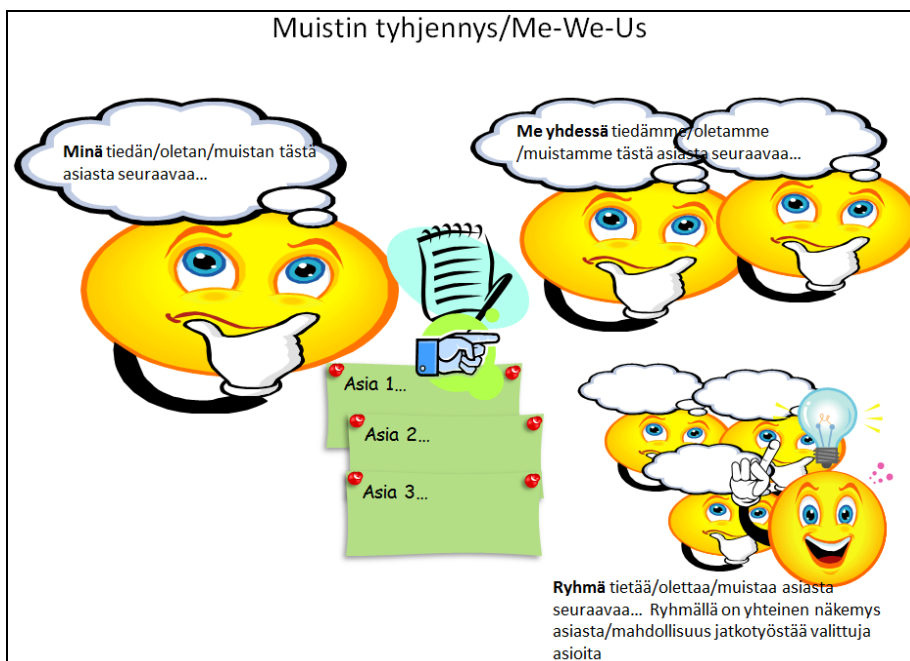 Muistin tyhjennys/Me-We-Us
Minä tiedän/oletan/muistan tästä
asiasta seuraavaa...
Me yhdessä tiedämme/oletamme
/muistamme tästä asiasta seuraavaa...
Asia 1...
Asia 2...
Asia 3...
Ryhmä tietää/olettaa/muistaa asiasta
seuraavaa... Ryhmällä on yhteinen näkemys
asiasta/mahdollisuus jatkotyöstää valittuja
asioita